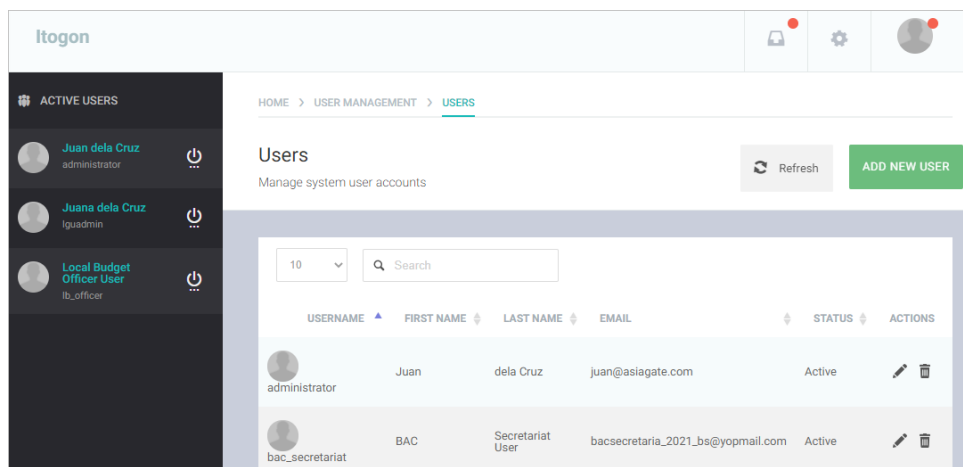 Itogon
ACTIVE USERS
Juan dela Cruz
administrator
Juana dela Cruz
lguadmin
Local Budget
Officer User
lb_officer
HOME > USER MANAGEMENT > USERS
Users
Manage system user accounts
Refresh
ADD NEW USER
10
Search
USERNAME FIRST NAME LAST NAME EMAIL STATUS ACTIONS
administrator Juan dela Cruz juan@asiagate.com Active
bac_secretariat BAC Secretariat User bacsecretaria_2021_bs@yopmail.com Active